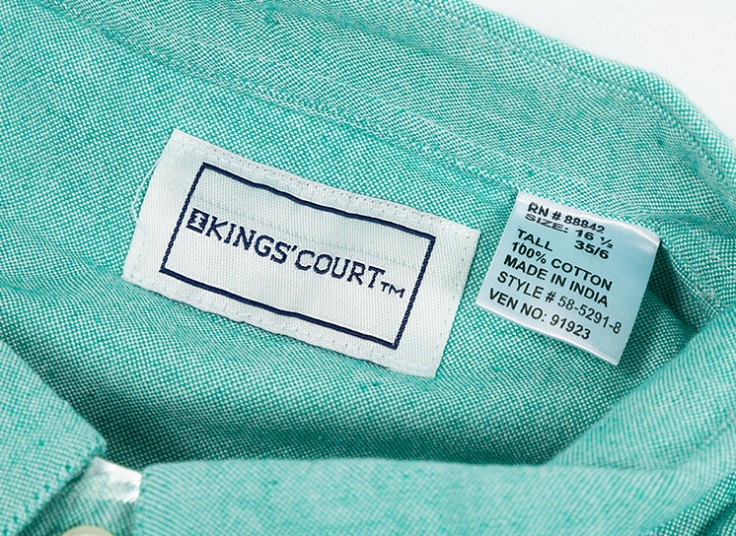 KINGS' COURT™
RN # 88842
SIZE: 16 ½
TALL 35/6
100% COTTON
MADE IN INDIA
STYLE # 58-5291-8
VEN NO: 91923